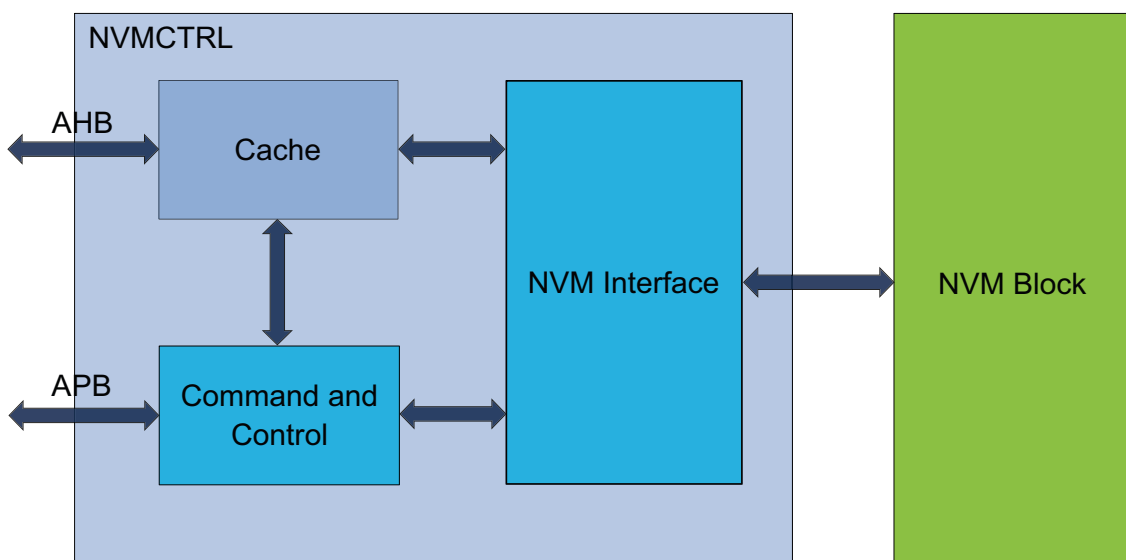 NVMCTRL
AHB
Cache
NVM Interface
NVM Block
APB
Command and
Control